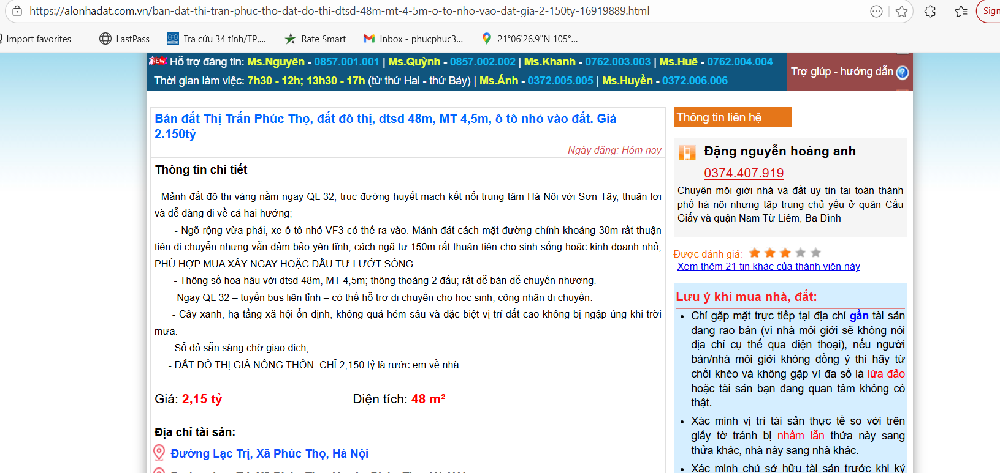 https://alonhadat.com.vn/ban-dat-thi-tran-phuc-tho-dat-do-thi-dtsd-48m-mt-4-5m-o-to-nho-vao-dat-gia-2-150ty-16919889.html
Sign
Import favorites
LastPass
Tra cứu 34 tỉnh/TP,...
Rate Smart
Inbox - phucphuc3...
21°06'26.9"N 105°...
NEW Hỗ trợ đăng tin: Ms.Nguyên - 0857.001.001 | Ms.Quỳnh - 0857.002.002 | Ms.Khanh - 0762.003.003 | Ms.Huê - 0762.004.004
Thời gian làm việc: 7h30 - 12h; 13h30 - 17h (từ thứ Hai - thứ Bảy) | Ms.Ánh - 0372.005.005 | Ms.Huyền - 0372.006.006
Trợ giúp - hướng dẫn
Bán đất Thị Trấn Phúc Thọ, đất đô thị, dtsd 48m, MT 4,5m, ô tô nhỏ vào đất. Giá
2.150tỷ
Ngày đăng: Hôm nay
Thông tin chi tiết
- Mảnh đất đô thi vàng nằm ngay QL 32, trục đường huyết mạch kết nối trung tâm Hà Nội với Sơn Tây, thuận lợi
và dễ dàng đi về cả hai hướng;
- Ngõ rộng vừa phải, xe ô tô nhỏ VF3 có thể ra vào. Mảnh đát cách mặt đường chính khoảng 30m rất thuận
tiện di chuyển nhưng vẫn đảm bảo yên tĩnh; cách ngã tư 150m rất thuận tiện cho sinh sống hoặc kinh doanh nhỏ;
PHÙ HỢP MUA XÂY NGAY HOẶC ĐẦU TƯ LƯỚT SÓNG.
- Thông số hoa hậu với dtsd 48m, MT 4,5m; thông thoáng 2 đầu; rất dễ bán dễ chuyển nhượng.
Ngay QL 32 – tuyến bus liên tỉnh – có thể hỗ trợ di chuyển cho học sinh, công nhân di chuyển.
- Cây xanh, hạ tầng xã hội ổn định, không quá hẻm sâu và đặc biệt vị trí đất cao không bị ngập úng khi trời
mưa.
- Sổ đỏ sẵn sàng chờ giao dịch;
- ĐẤT ĐÔ THỊ GIÁ NÔNG THÔN. CHỈ 2,150 tỷ là rước em về nhà.
Giá: 2,15 tỷ
Diện tích: 48 m²
Địa chỉ tài sản:
Đường Lạc Trị, Xã Phúc Thọ, Hà Nội
Thông tin liên hệ
Đặng nguyễn hoàng anh
0374.407.919
Chuyên môi giới nhà và đất uy tín tại toàn thành
phố hà nội nhưng tập trung chủ yếu ở quận Cầu
Giấy và quận Nam Từ Liêm, Ba Đình
Được đánh giá:
Xem thêm 21 tin khác của thành viên này
Lưu ý khi mua nhà, đất:
• Chỉ gặp mặt trực tiếp tại địa chỉ gần tài sản
đang rao bán (vì nhà môi giới sẽ không nói
địa chỉ cụ thể qua điện thoại), nếu người
bán/nhà môi giới không đồng ý thì hãy từ
chối khéo và không gặp vì đa số là lừa đảo
hoặc tài sản bạn đang quan tâm không có
thật.
• Xác minh vị trí tài sản thực tế so với trên
giấy tờ tránh bị nhầm lẫn thửa này sang
thửa khác, nhà này sang nhà khác.
• Xác minh chủ sở hữu tài sản trước khi ký